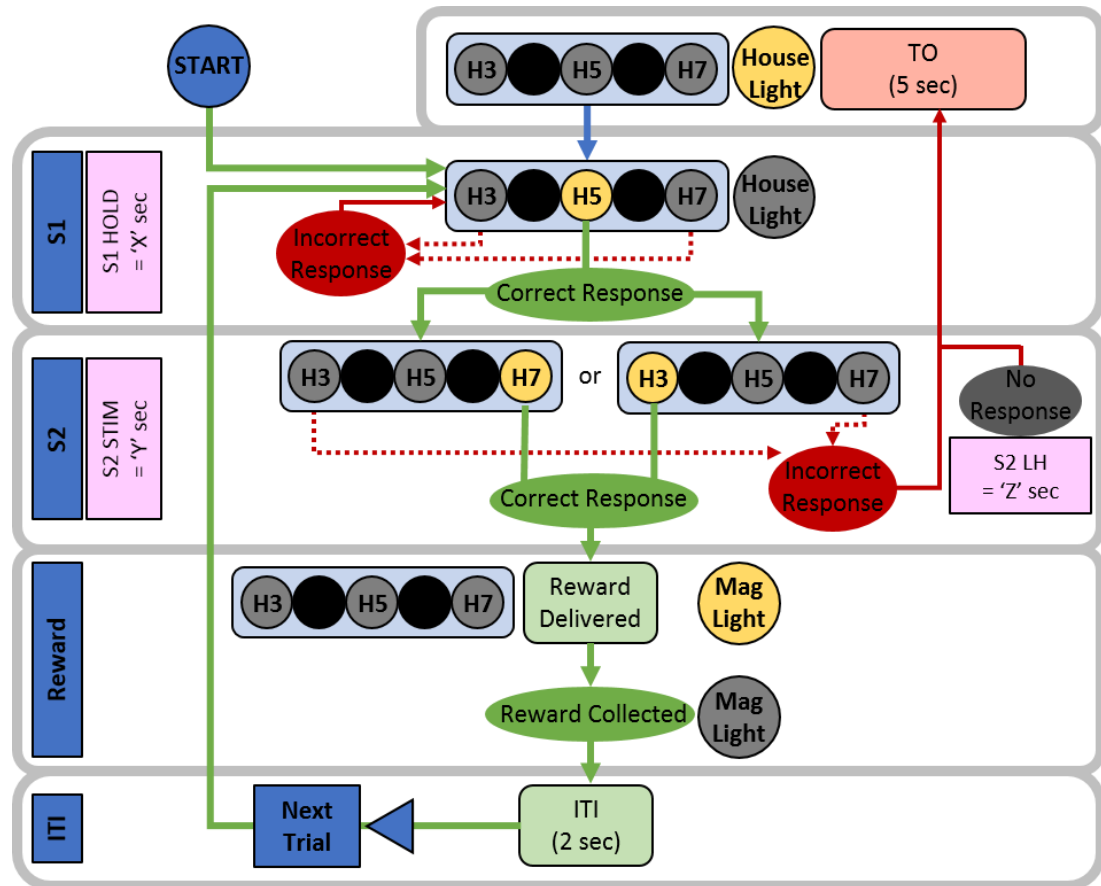 START
H3 H5 H7
House
Light
TO
(5 sec)
S1
S1 HOLD
= 'X' sec
H3 H5 H7
House
Light
Incorrect
Response
Correct Response
S2
S2 STIM
= 'Y' sec
H3 H5 H7
or
H3 H5 H7
No
Response
S2 LH
= 'Z' sec
Incorrect
Response
Correct Response
Reward
H3 H5 H7
Reward
Delivered
Mag
Light
Reward Collected
Mag
Light
ITI
Next
Trial
ITI
(2 sec)